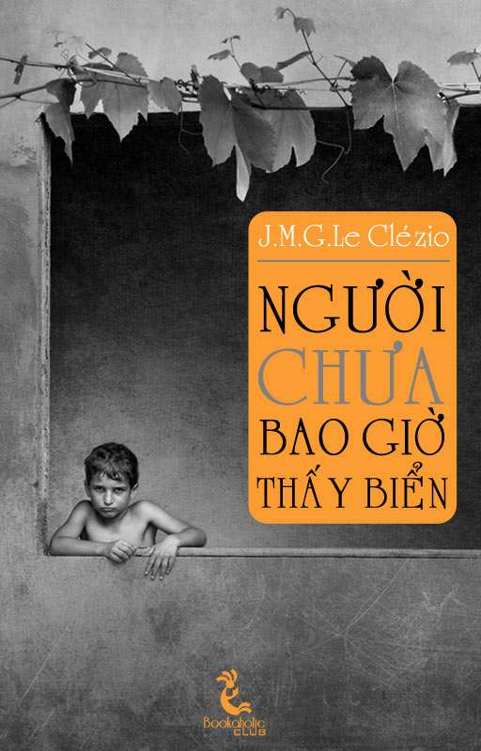 J.M.G.Le Clézio
NGƯỜI
CHƯA
BAO GIỜ
THẤY BIỂN
Bookaholic
CLUB